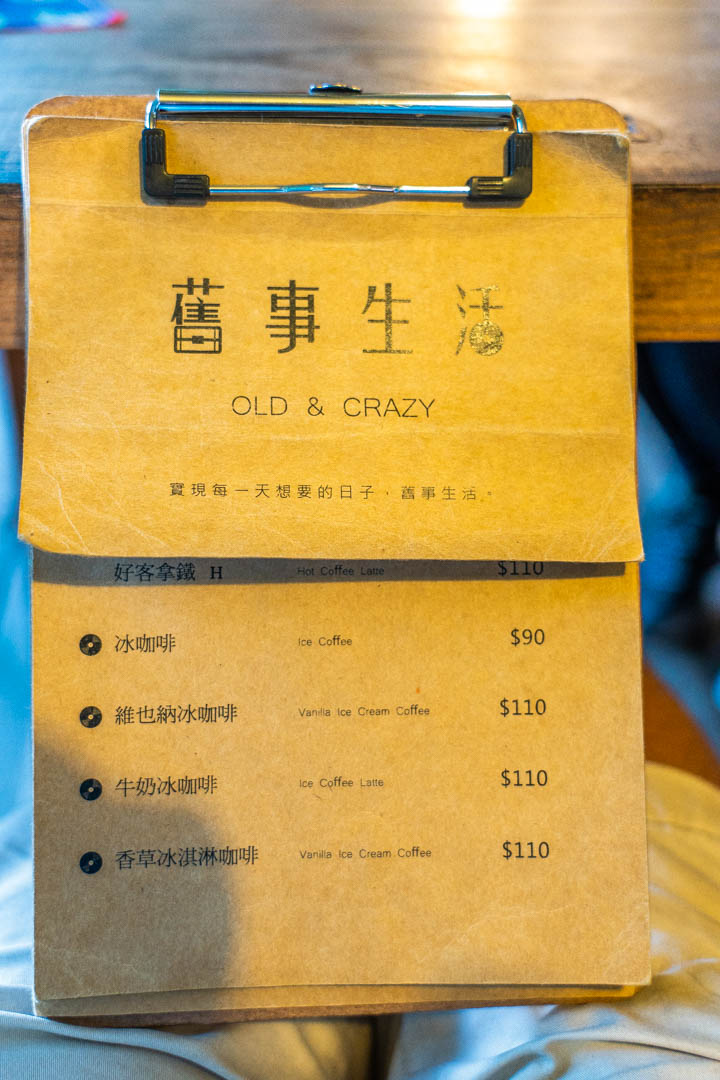 舊事生活
OLD & CRAZY
實現每一天想要的日子，舊事生活。
好客拿鐵 H Hot Coffee Latte $110
冰咖啡 Ice Coffee $90
維也納冰咖啡 Vanilla Ice Cream Coffee $110
牛奶冰咖啡 Ice Coffee Latte $110
香草冰淇淋咖啡 Vanilla Ice Cream Coffee $110